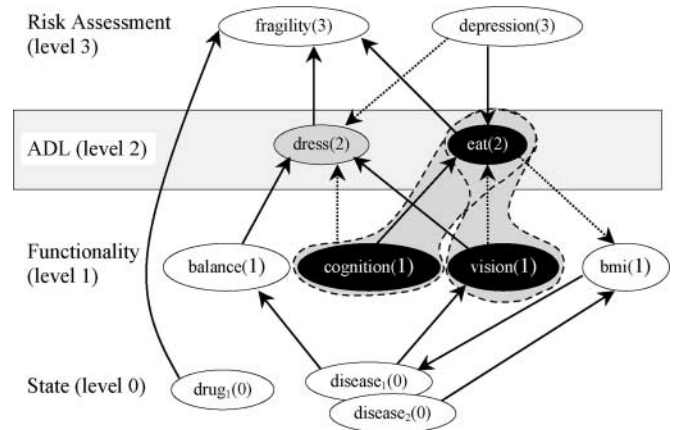 Risk Assessment
(level 3)
fragility(3)
depression(3)
ADL (level 2)
dress(2)
eat(2)
Functionality
(level 1)
balance(1)
cognition(1)
vision(1)
bmi(1)
State (level 0)
drug₁(0)
disease₁(0)
disease₂(0)